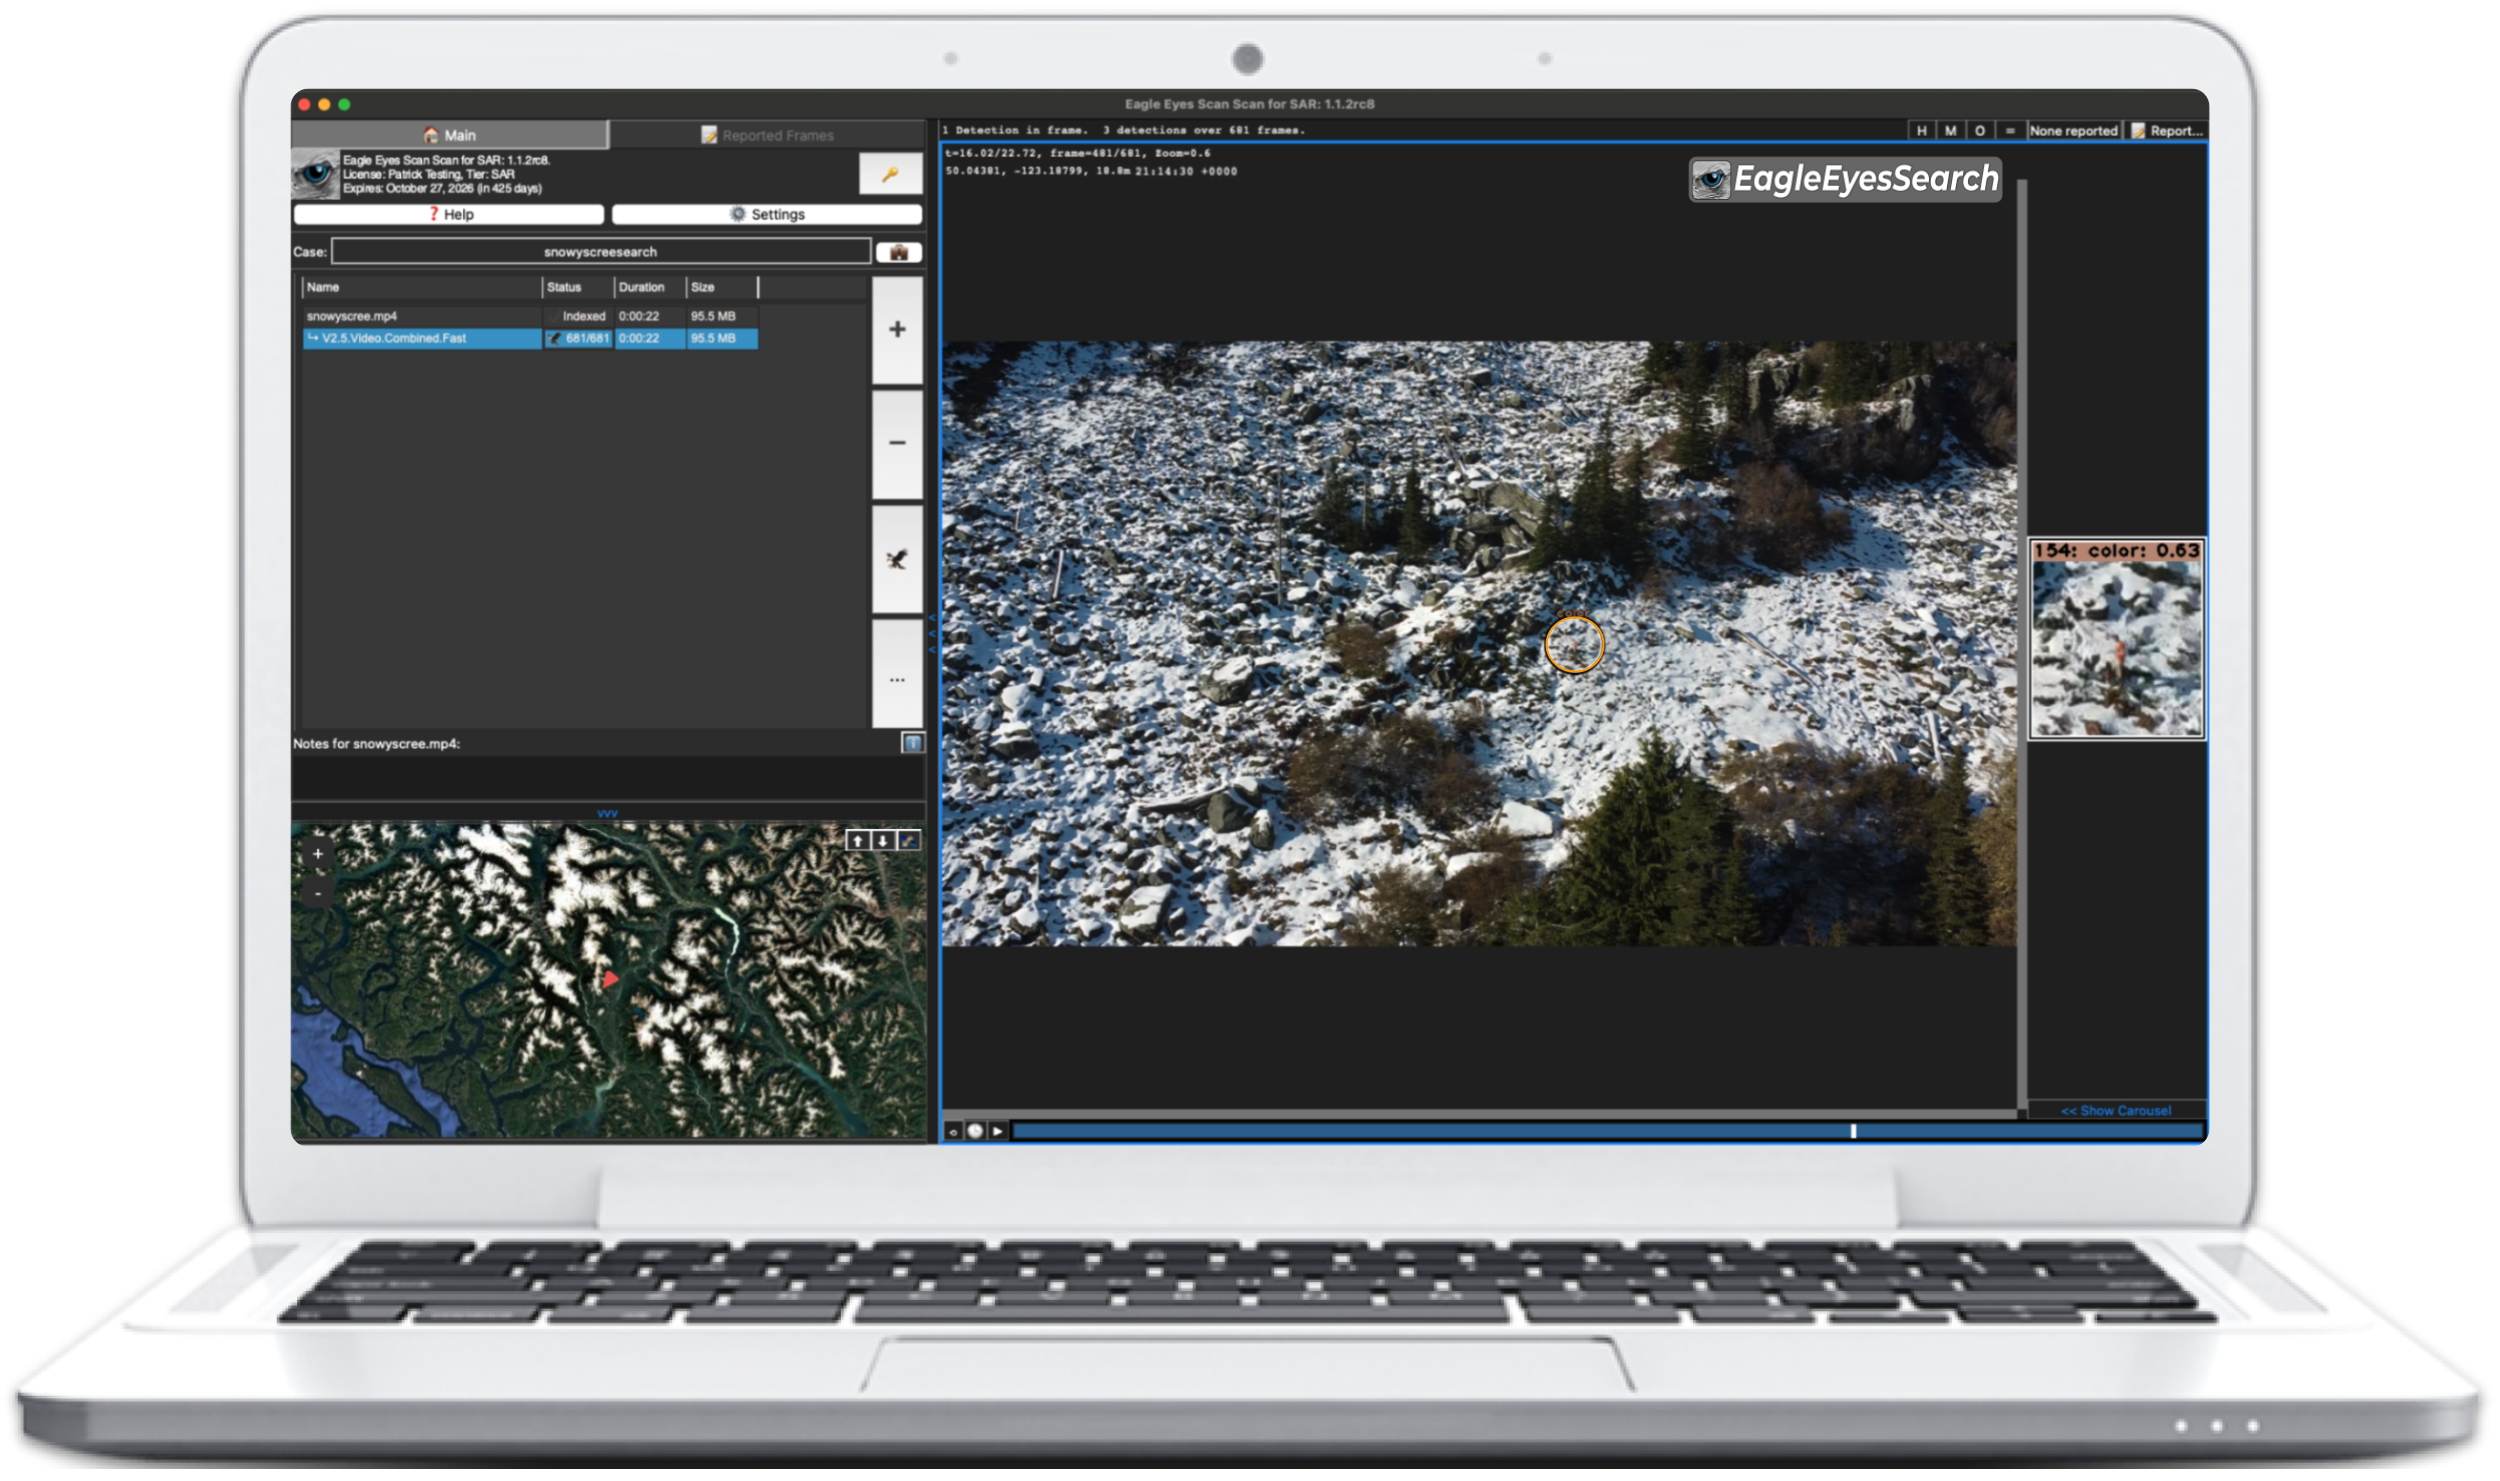 Eagle Eyes Scan Scan for SAR: 1.1.2rc8
Main
Reported Frames
Eagle Eyes Scan Scan for SAR: 1.1.2rc8.
License: Patrick Testing, Tier: SAR
Expires: October 27, 2026 (in 425 days)
? Help
Settings
Case: snowyscreesearch
Name Status Duration Size
snowyscree.mp4 Indexed 0:00:22 95.5 MB
↳ V2.5.Video.Combined.Fast 681/681 0:00:22 95.5 MB
+
−
...
Notes for snowyscree.mp4:
vvv
+
-
<
<
<
1 Detection in frame. 3 detections over 681 frames.
H M O = None reported Report...
t=16.02/22.72, frame=481/681, Zoom=0.6
50.04381, -123.18799, 18.8m 21:14:30 +0000
EagleEyesSearch
color
154: color: 0.63
<< Show Carousel